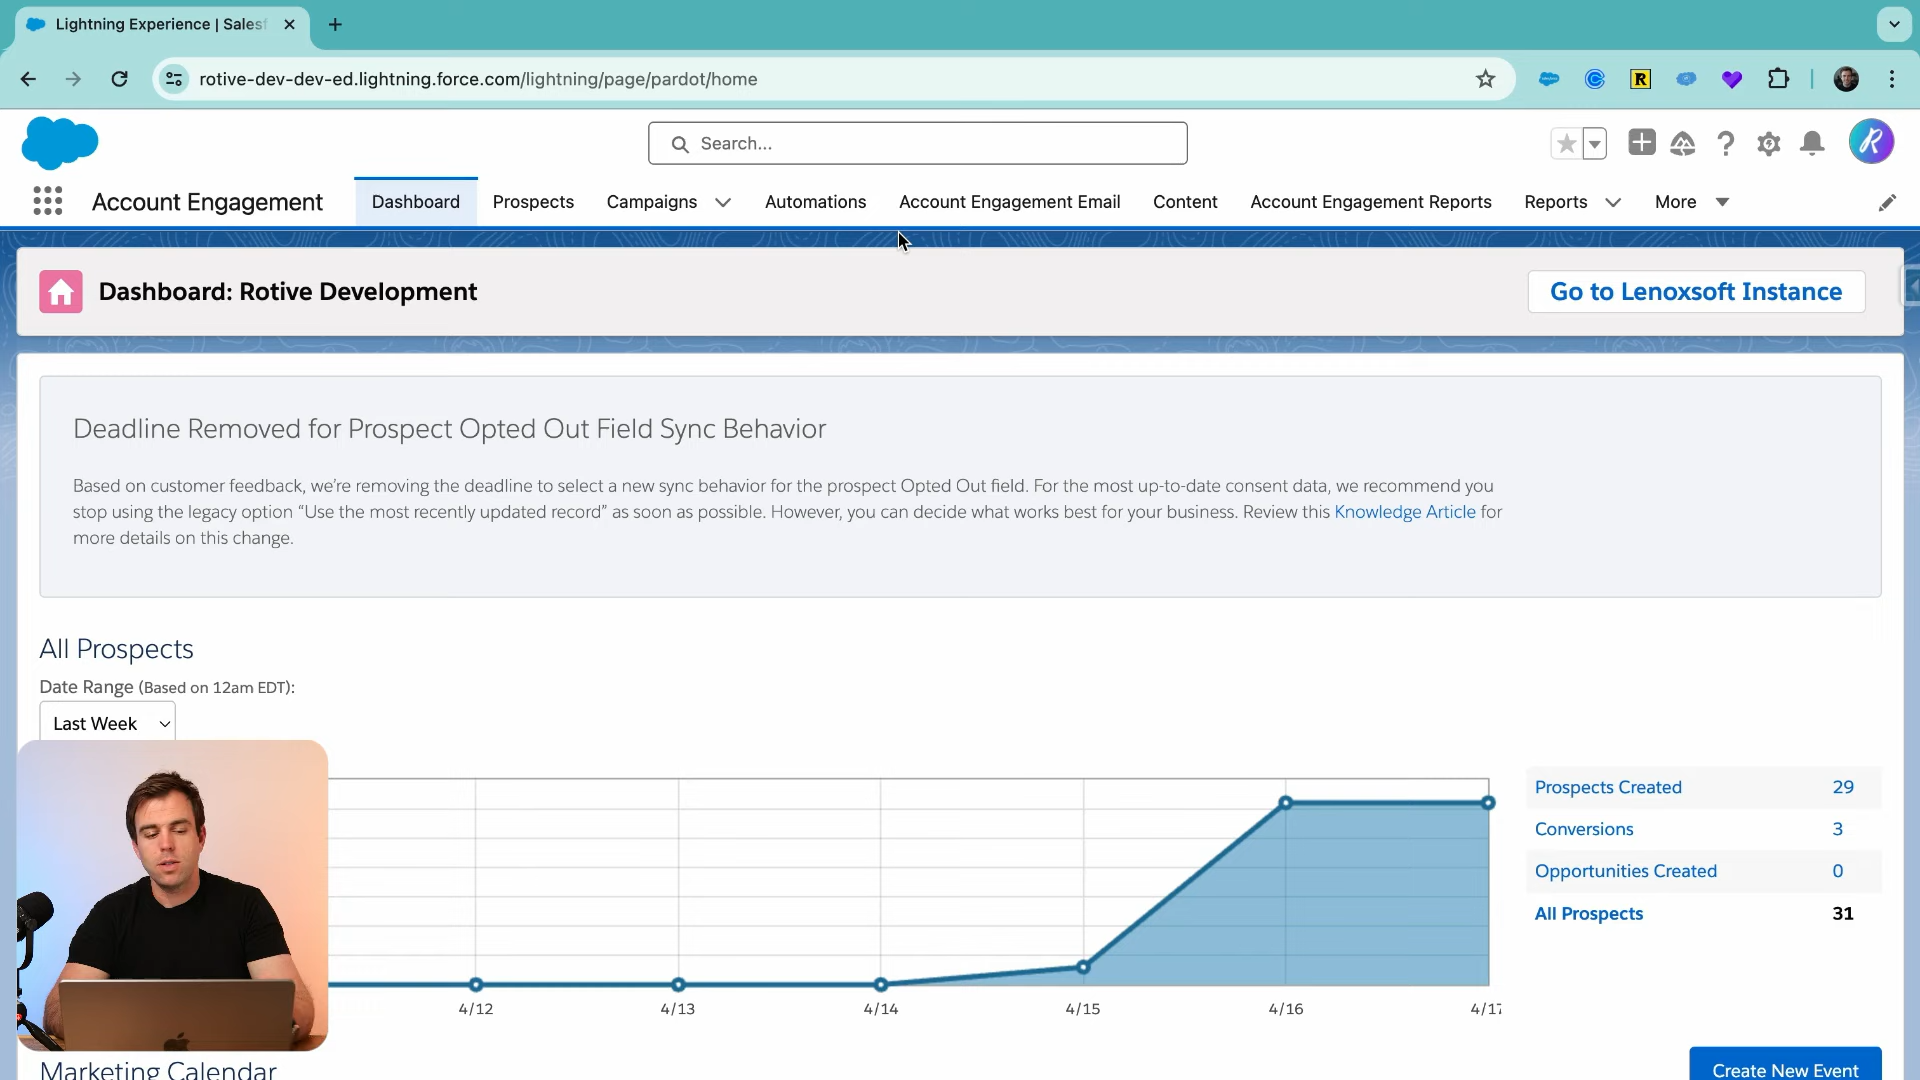 Lightning Experience | Sales
rotive-dev-dev-ed.lightning.force.com/lightning/page/pardot/home
Search...
Account Engagement
Dashboard
Prospects
Campaigns
Automations
Account Engagement Email
Content
Account Engagement Reports
Reports
More
Dashboard: Rotive Development
Go to Lenoxsoft Instance
Deadline Removed for Prospect Opted Out Field Sync Behavior
Based on customer feedback, we're removing the deadline to select a new sync behavior for the prospect Opted Out field. For the most up-to-date consent data, we recommend you
stop using the legacy option “Use the most recently updated record” as soon as possible. However, you can decide what works best for your business. Review this Knowledge Article for
more details on this change.
All Prospects
Date Range (Based on 12am EDT):
Last Week
Prospects Created 29
Conversions 3
Opportunities Created 0
All Prospects 31
4/12 4/13 4/14 4/15 4/16 4/17
Marketing Calendar
Create New Event